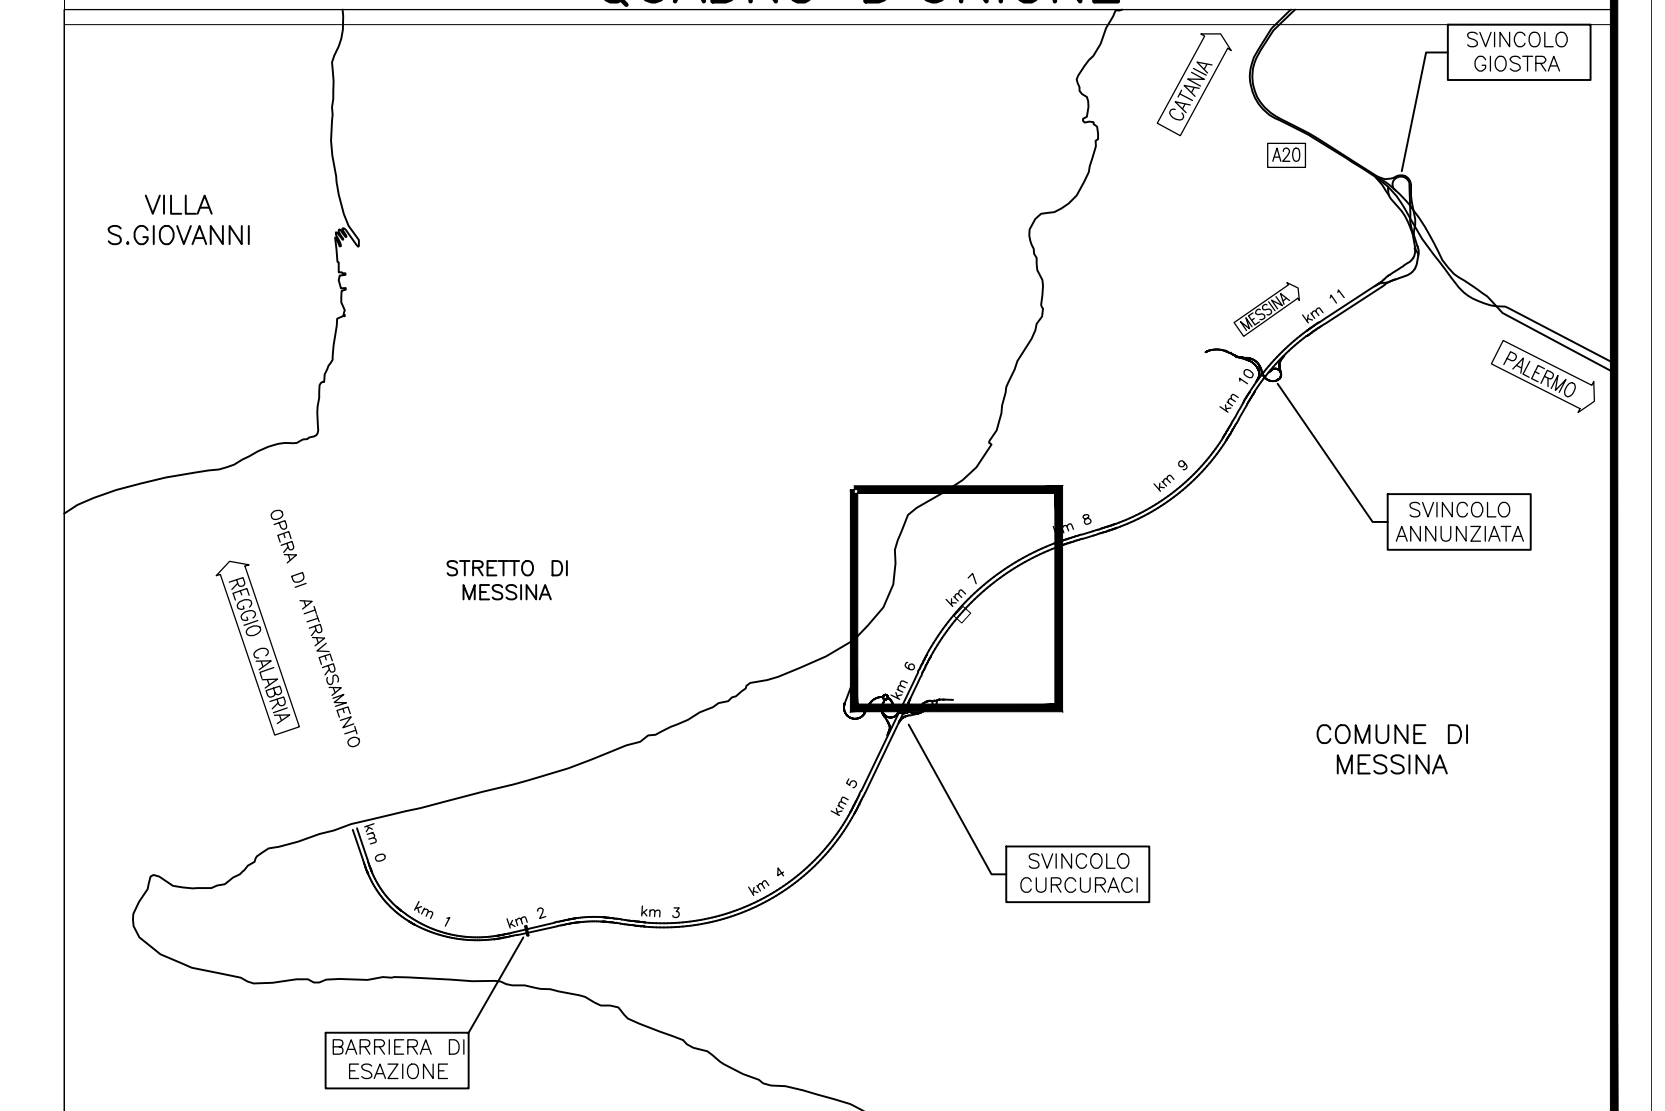 QUADRO D'UNIONE
SVINCOLO
GIOSTRA
CATANIA
A20
VILLA
S.GIOVANNI
MESSINA
km 11
PALERMO
km 10
km 9
SVINCOLO
ANNUNZIATA
km 8
OPERA DI ATTRAVERSAMENTO
REGGIO CALABRIA
STRETTO DI
MESSINA
km 7
km 6
COMUNE DI
MESSINA
km 5
km 0
SVINCOLO
CURCURACI
km 4
km 1
km 2
km 3
BARRIERA DI
ESAZIONE